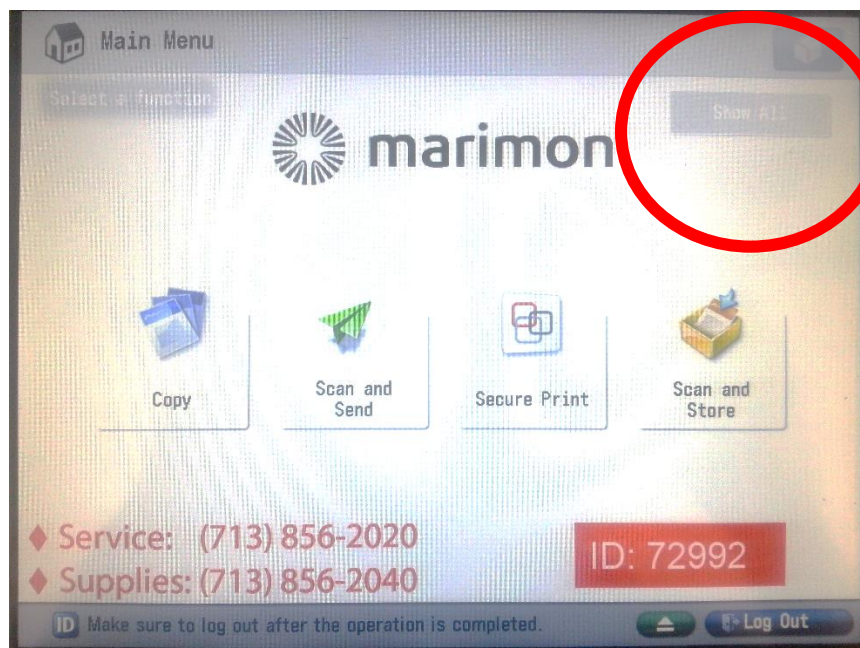 Main Menu
Select a function.
Show All
marimon
Copy
Scan and
Send
Secure Print
Scan and
Store
♦ Service: (713) 856-2020
♦ Supplies: (713) 856-2040
ID: 72992
ID Make sure to log out after the operation is completed.
Log Out